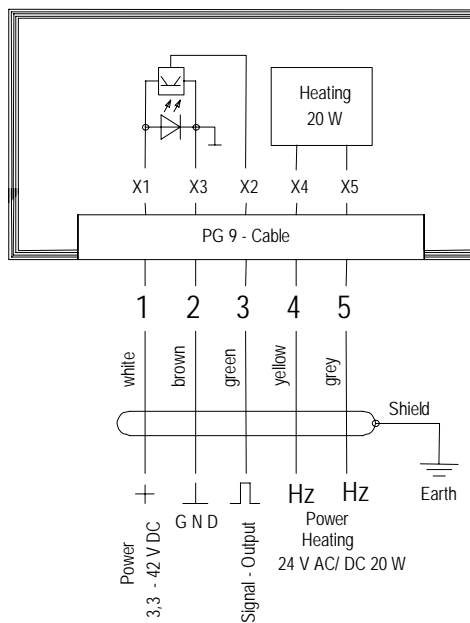 Heating
20 W
X1 X3 X2 X4 X5
PG 9 - Cable
1 2 3 4 5
white
brown
green
yellow
grey
Shield
Earth
Power
3,3 - 42 V DC
G N D
Signal - Output
Hz Hz
Power
Heating
24 V AC/ DC 20 W